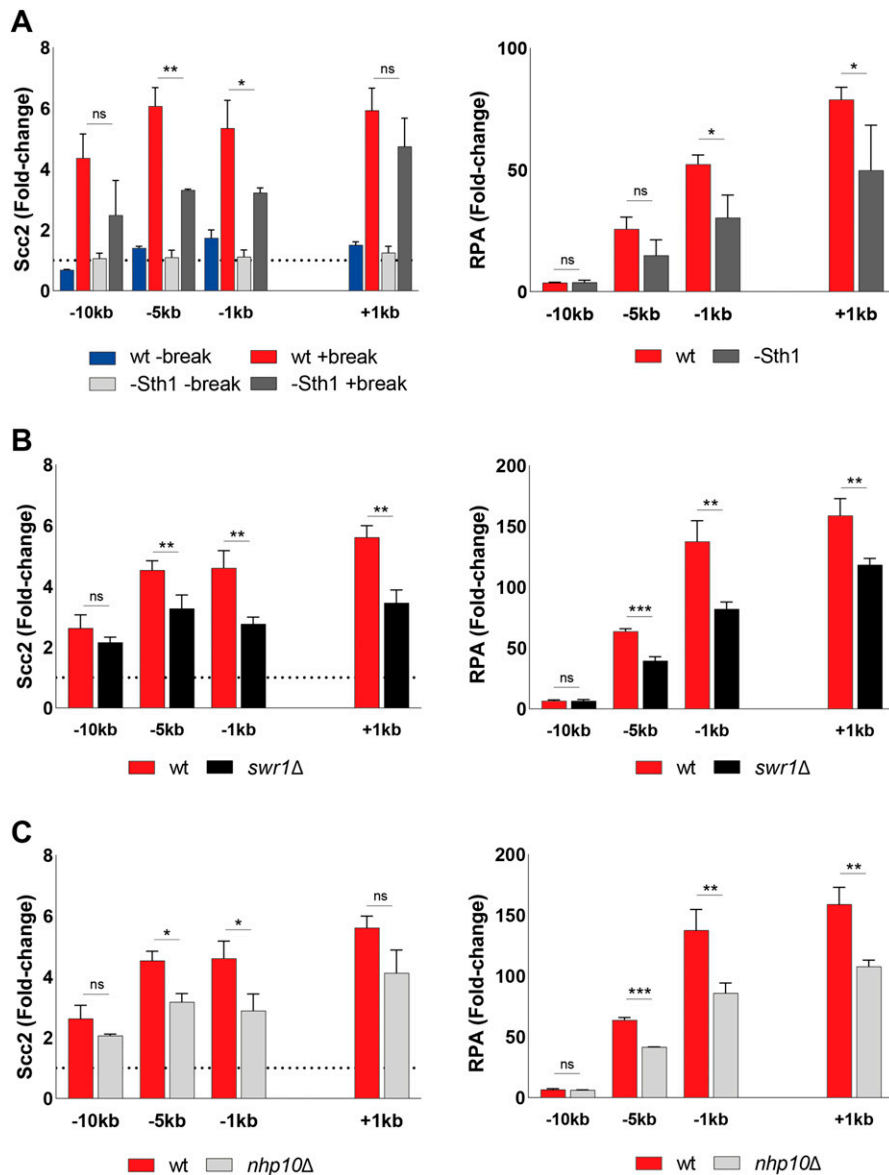 A
Scc2 (Fold-change)
8
6
4
2
0
ns
**
*
ns
-10kb -5kb -1kb +1kb
wt -break wt +break
-Sth1 -break -Sth1 +break
RPA (Fold-change)
100
50
0
ns
ns
*
*
-10kb -5kb -1kb +1kb
wt -Sth1
B
Scc2 (Fold-change)
8
6
4
2
0
ns
**
**
**
-10kb -5kb -1kb +1kb
wt swr1Δ
RPA (Fold-change)
200
150
100
50
0
ns
***
**
**
-10kb -5kb -1kb +1kb
wt swr1Δ
C
Scc2 (Fold-change)
8
6
4
2
0
ns
*
*
ns
-10kb -5kb -1kb +1kb
wt nhp10Δ
RPA (Fold-change)
200
150
100
50
0
ns
***
**
**
-10kb -5kb -1kb +1kb
wt nhp10Δ